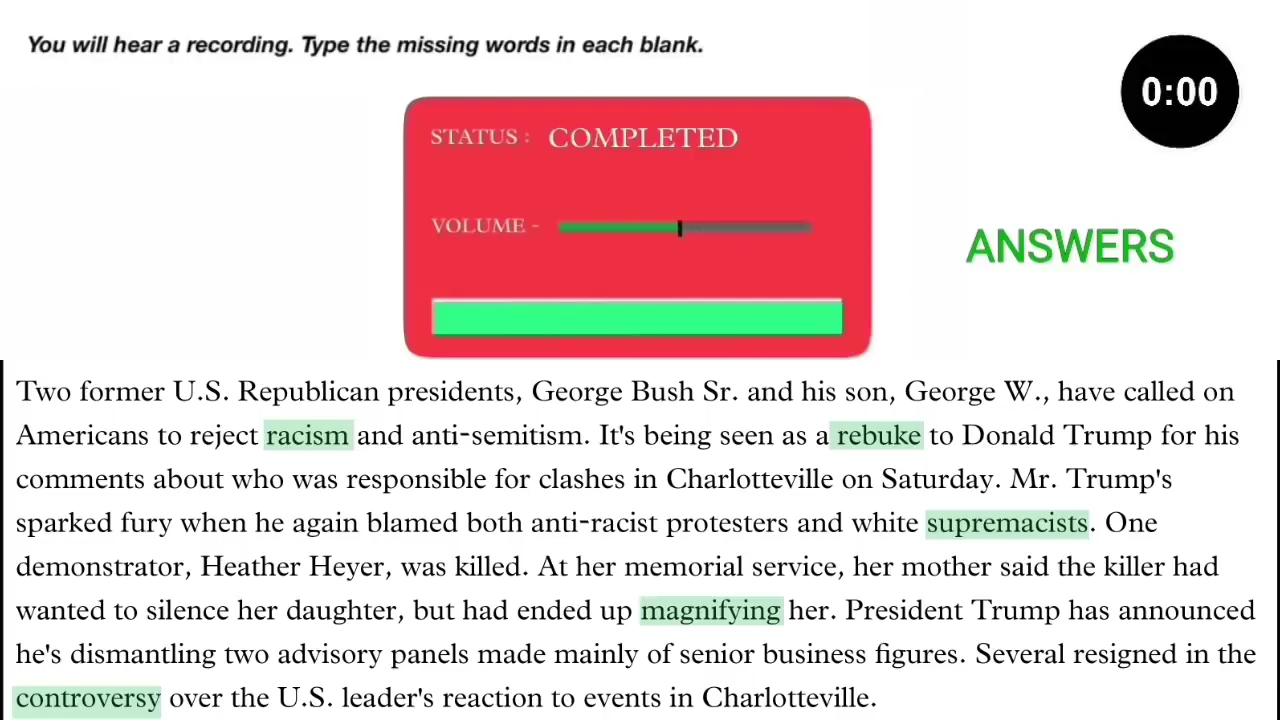 You will hear a recording. Type the missing words in each blank.
0:00
STATUS : COMPLETED
VOLUME -
ANSWERS
Two former U.S. Republican presidents, George Bush Sr. and his son, George W., have called on
Americans to reject racism and anti-semitism. It's being seen as a rebuke to Donald Trump for his
comments about who was responsible for clashes in Charlotteville on Saturday. Mr. Trump's
sparked fury when he again blamed both anti-racist protesters and white supremacists. One
demonstrator, Heather Heyer, was killed. At her memorial service, her mother said the killer had
wanted to silence her daughter, but had ended up magnifying her. President Trump has announced
he's dismantling two advisory panels made mainly of senior business figures. Several resigned in the
controversy over the U.S. leader's reaction to events in Charlotteville.